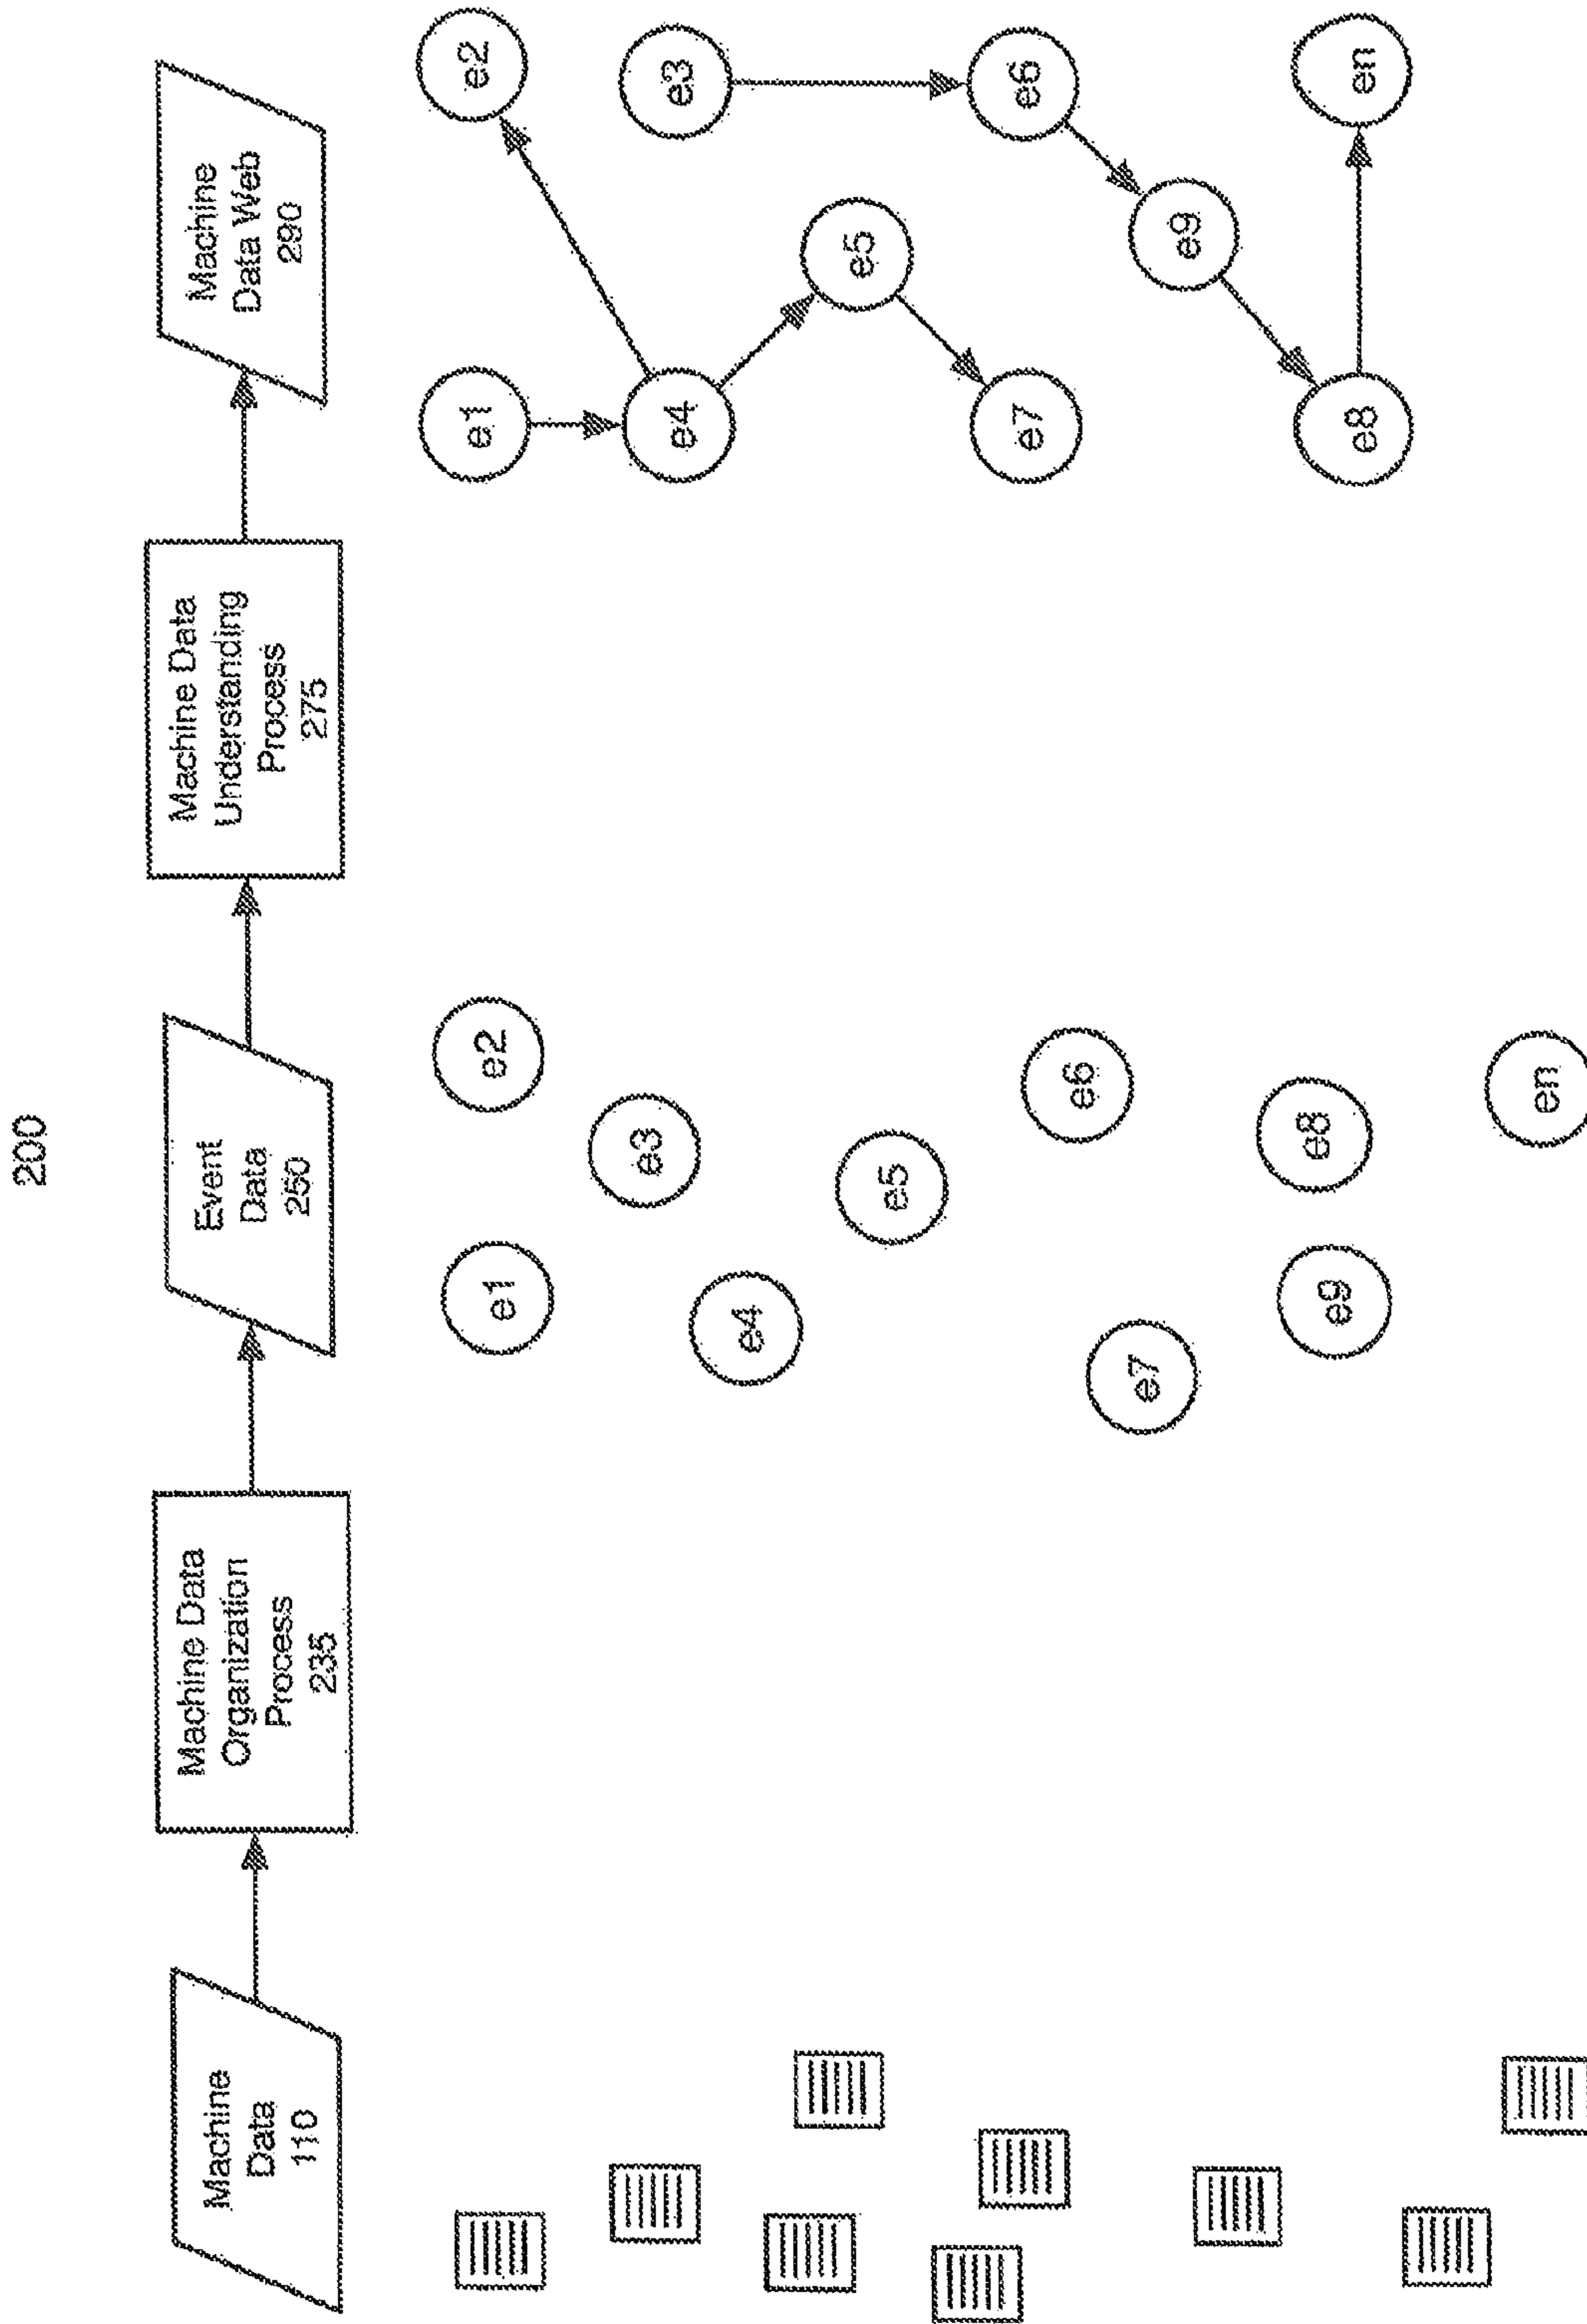 200
Machine
Data
110
Machine Data
Organization
Process
235
Event
Data
250
Machine Data
Understanding
Process
275
Machine
Data Web
290
e1
e2
e3
e4
e5
e6
e7
e8
e9
en
e1
e2
e3
e4
e5
e6
e7
e9
e8
en